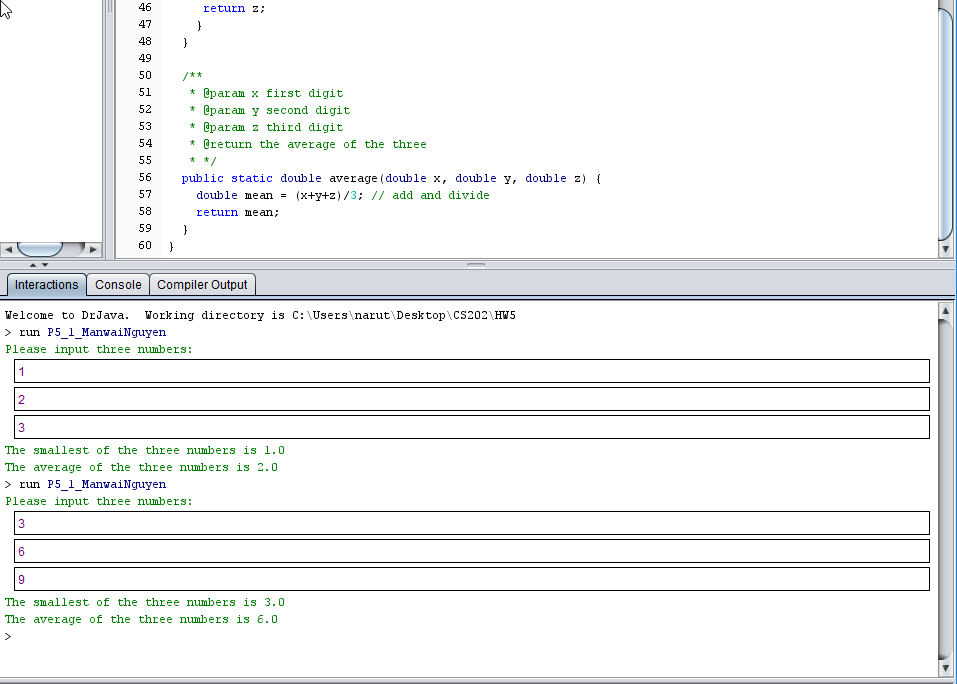 46 return z;
47 }
48 }
49
50 /**
51 * @param x first digit
52 * @param y second digit
53 * @param z third digit
54 * @return the average of the three
55 * */
56 public static double average(double x, double y, double z) {
57 double mean = (x+y+z)/3; // add and divide
58 return mean;
59 }
60 }
Interactions Console Compiler Output
Welcome to DrJava. Working directory is C:\Users\narut\Desktop\CS202\HW5
> run P5_1_ManwaiNguyen
Please input three numbers:
1
2
3
The smallest of the three numbers is 1.0
The average of the three numbers is 2.0
> run P5_1_ManwaiNguyen
Please input three numbers:
3
6
9
The smallest of the three numbers is 3.0
The average of the three numbers is 6.0
>